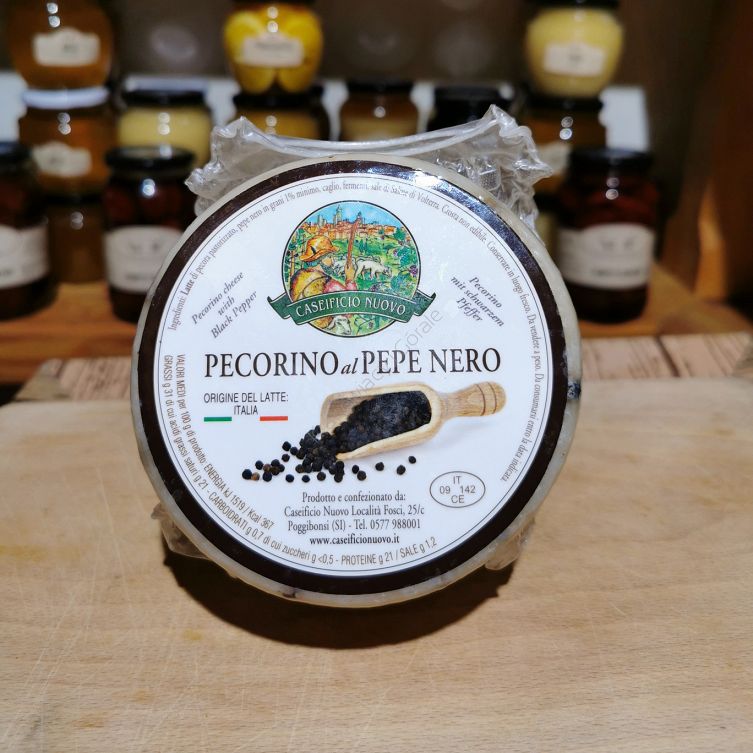 Ingredienti: Latte di pecora pastorizzato, pepe nero in grani 1% minimo, caglio, fermenti, sale di Saline di Volterra. Crosta non edibile. Conservare in luogo fresco. Da vendere a peso. Da consumarsi entro la data indicata.
CASEIFICIO NUOVO
Pecorino cheese
with
Black Pepper
Pecorino
mit schwarzem
Pfeffer
PECORINO al PEPE NERO
ORIGINE DEL LATTE:
ITALIA
IT
09 142
CE
Prodotto e confezionato da:
Caseificio Nuovo Località Fosci, 25/c
Poggibonsi (SI) - Tel. 0577 988001
www.caseificionuovo.it
VALORI MEDI per 100 g di prodotto: ENERGIA kJ 1519 / Kcal 367
GRASSI g 31 di cui acidi grassi saturi g 21 - CARBOIDRATI g 0,7 di cui zuccheri g <0,5 - PROTEINE g 21 / SALE g 1,2